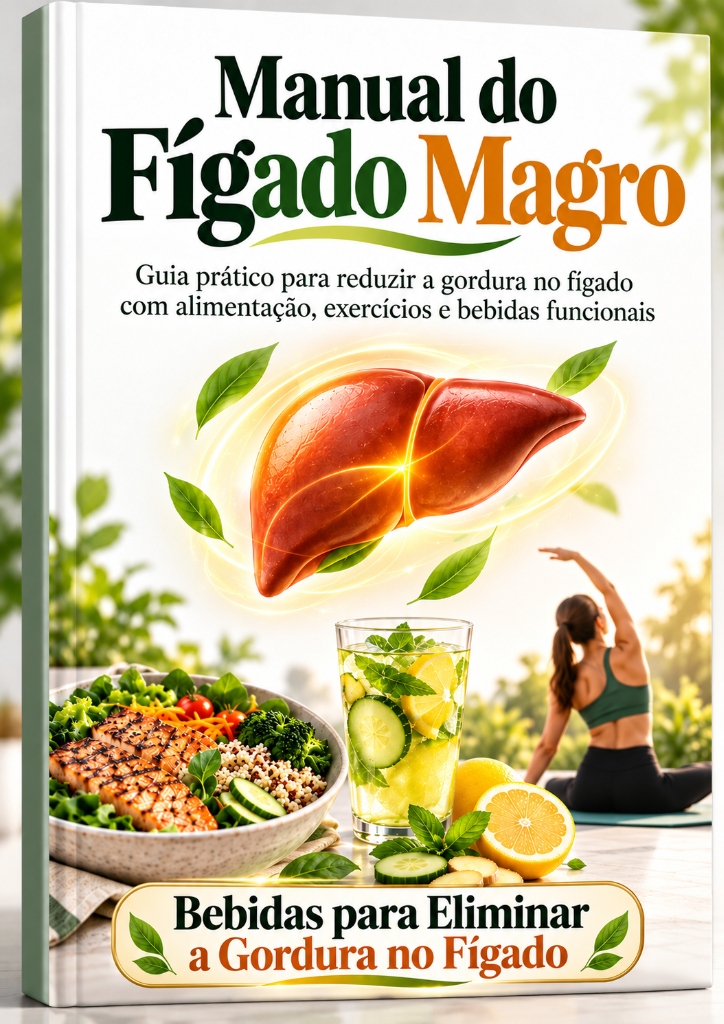 Manual do
Fígado Magro
Guia prático para reduzir a gordura no fígado
com alimentação, exercícios e bebidas funcionais
Bebidas para Eliminar
a Gordura no Fígado